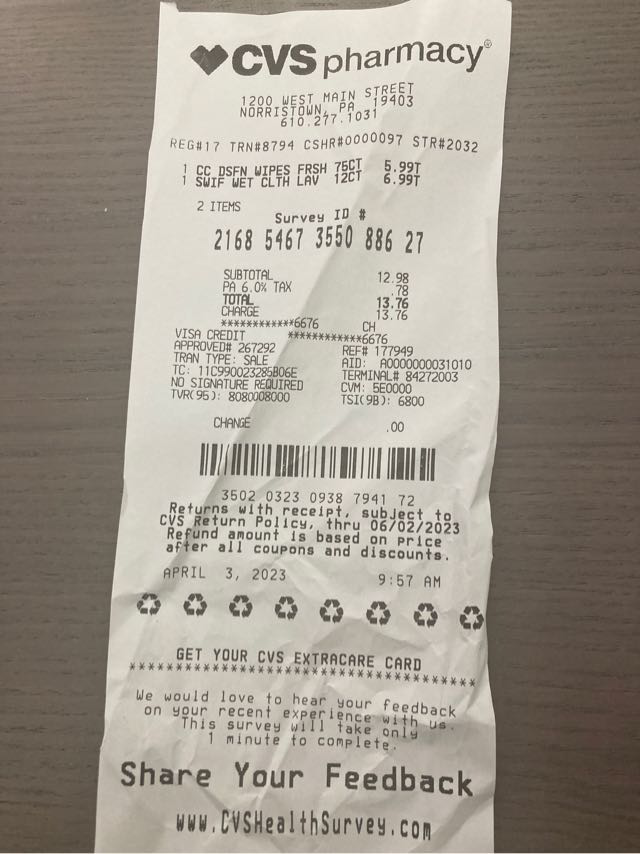 CVS pharmacy®
1200 WEST MAIN STREET
NORRISTOWN, PA 19403
610.277.1031
REG#17 TRN#8794 CSHR#0000097 STR#2032
1 CC DSFN WIPES FRSH 75CT 5.99T
1 SWIF WET CLTH LAV 12CT 6.99T
2 ITEMS
Survey ID #
2168 5467 3550 886 27
SUBTOTAL 12.98
PA 6.0% TAX .78
TOTAL 13.76
CHARGE 13.76
***********6676 CH
VISA CREDIT ***********6676
APPROVED# 267292 REF# 177949
TRAN TYPE: SALE AID: A0000000031010
TC: 11C990023285B06E TERMINAL# 84272003
NO SIGNATURE REQUIRED CVM: 5E0000
TVR(95): 8080008000 TSI(9B): 6800
CHANGE .00
3502 0323 0938 7941 72
Returns with receipt, subject to
CVS Return Policy, thru 06/02/2023
Refund amount is based on price
after all coupons and discounts.
APRIL 3, 2023 9:57 AM
GET YOUR CVS EXTRACARE CARD
****************************************
We would love to hear your feedback
on your recent experience with us.
This survey will take only
1 minute to complete.
Share Your Feedback
www.CVSHealthSurvey.com